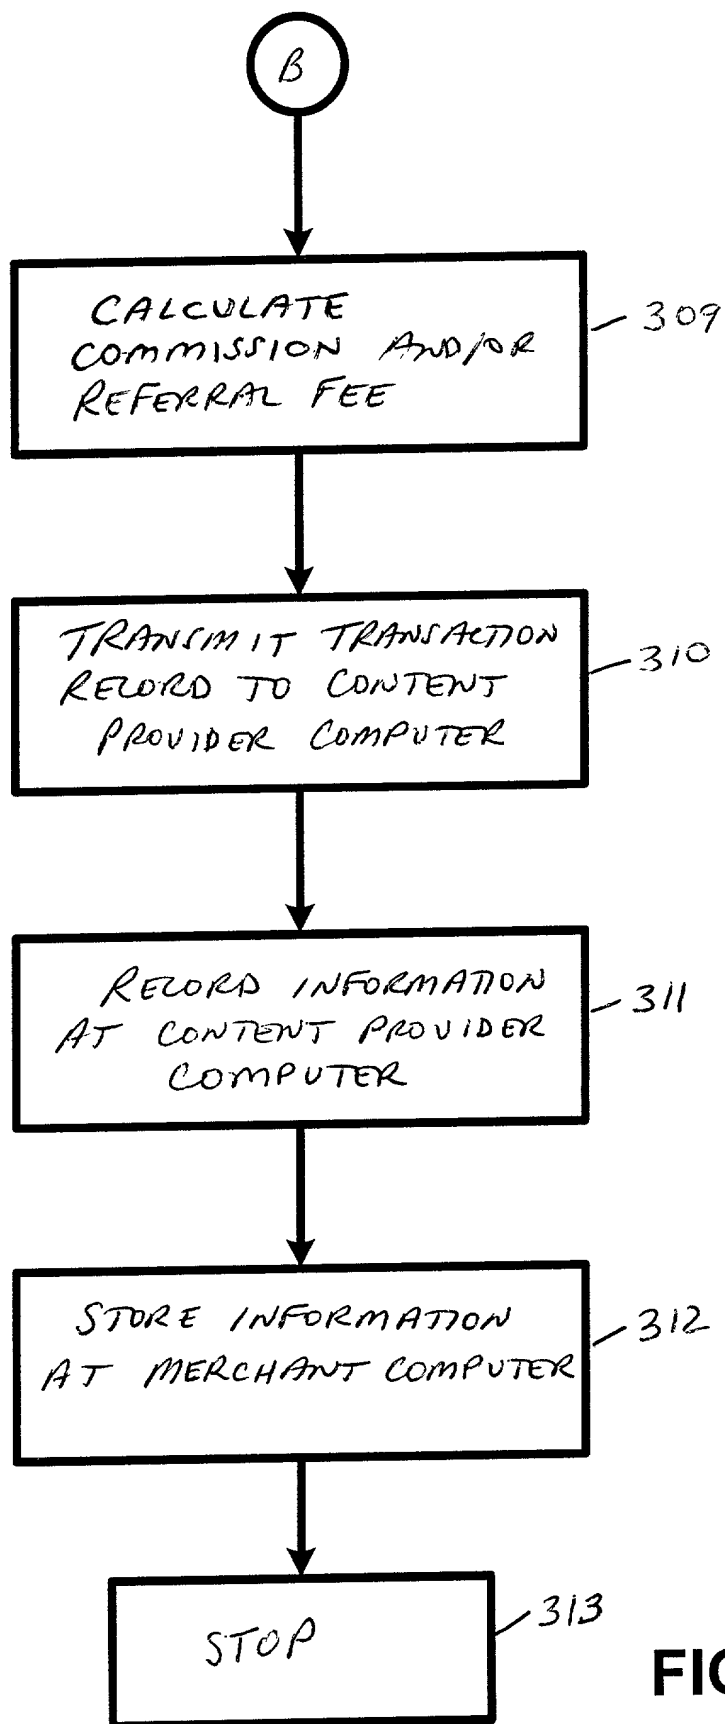 B
CALCULATE
COMMISSION AND/OR
REFERRAL FEE
309
TRANSMIT TRANSACTION
RECORD TO CONTENT
PROVIDER COMPUTER
310
RECORD INFORMATION
AT CONTENT PROVIDER
COMPUTER
311
STORE INFORMATION
AT MERCHANT COMPUTER
312
STOP
313
FIG